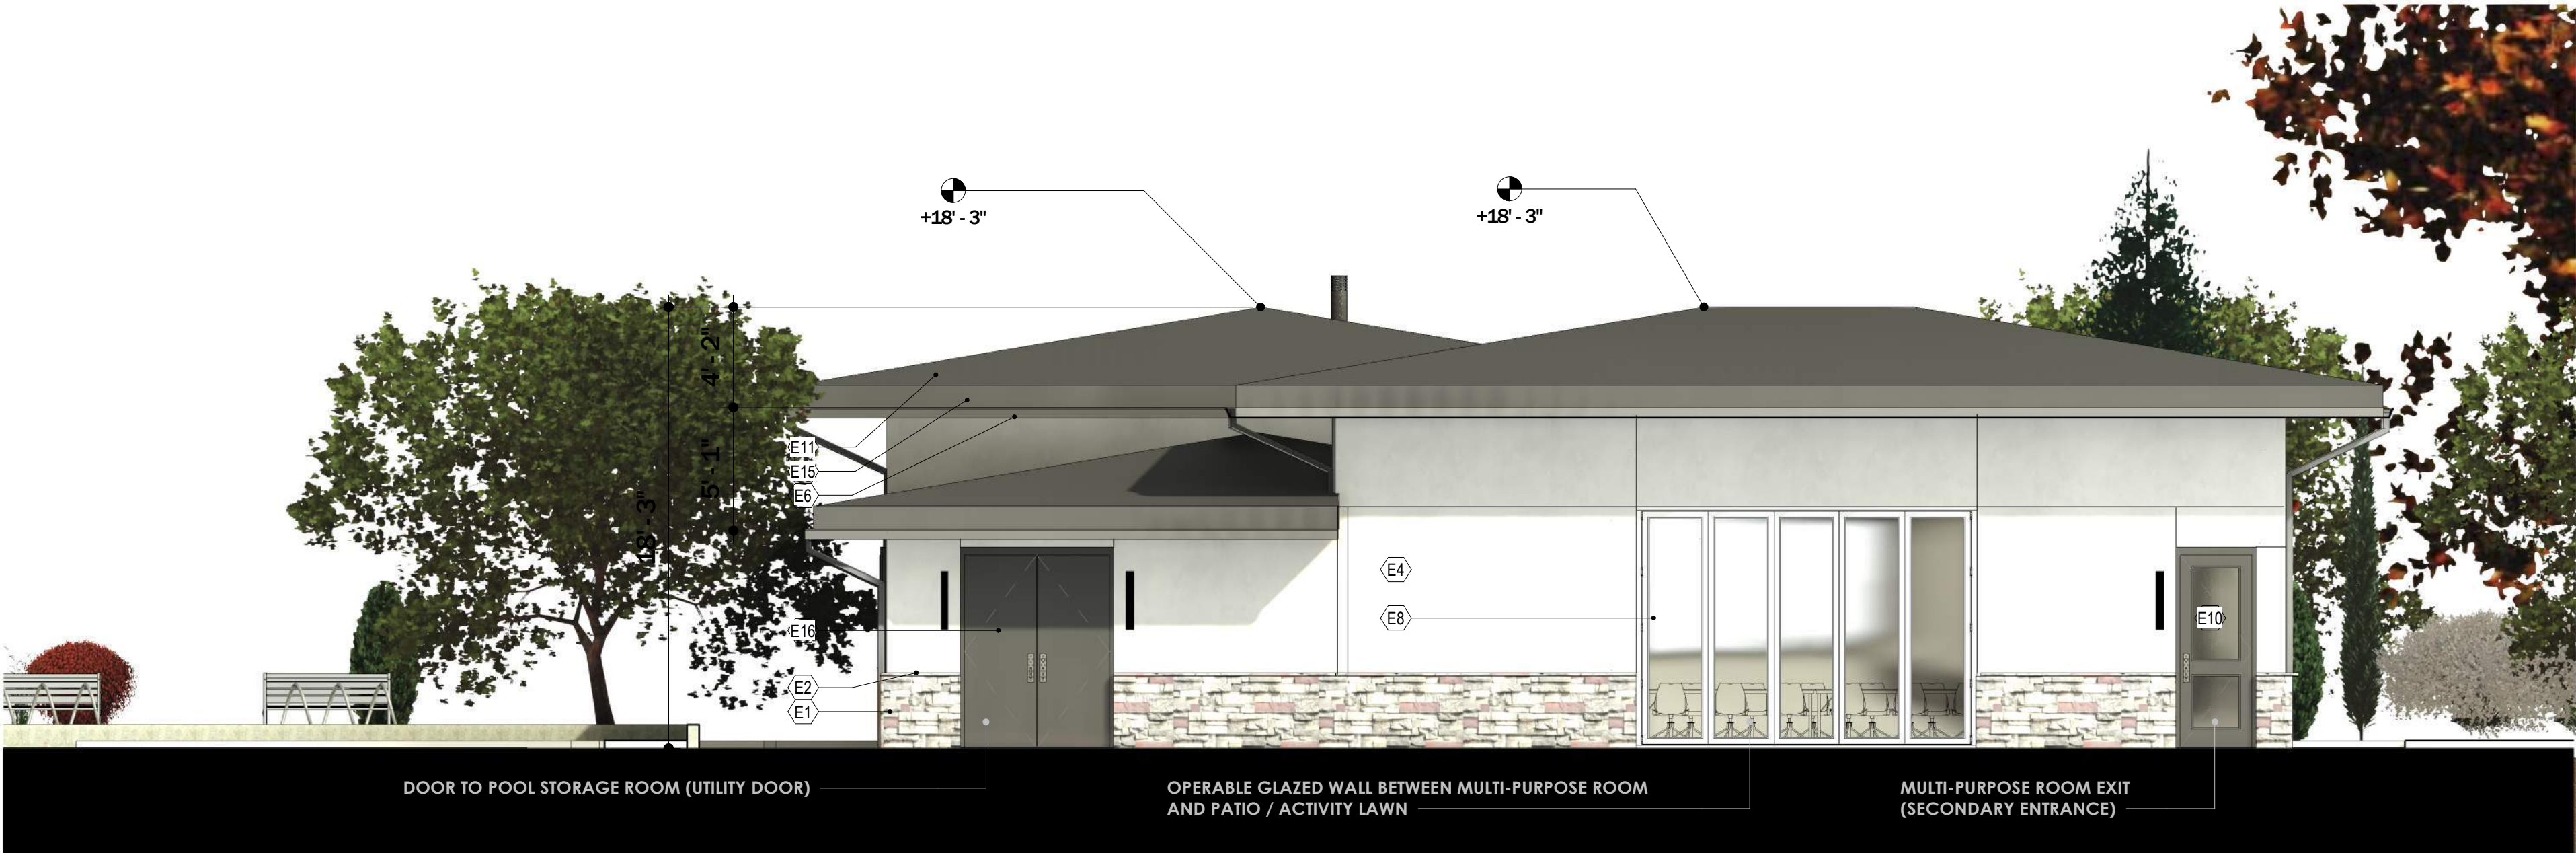 +18' - 3"
+18' - 3"
4' - 2"
5' - 1"
18' - 3"
E11
E15
E6
E4
E8
E10
E16
E2
E1
DOOR TO POOL STORAGE ROOM (UTILITY DOOR)
OPERABLE GLAZED WALL BETWEEN MULTI-PURPOSE ROOM
AND PATIO / ACTIVITY LAWN
MULTI-PURPOSE ROOM EXIT
(SECONDARY ENTRANCE)